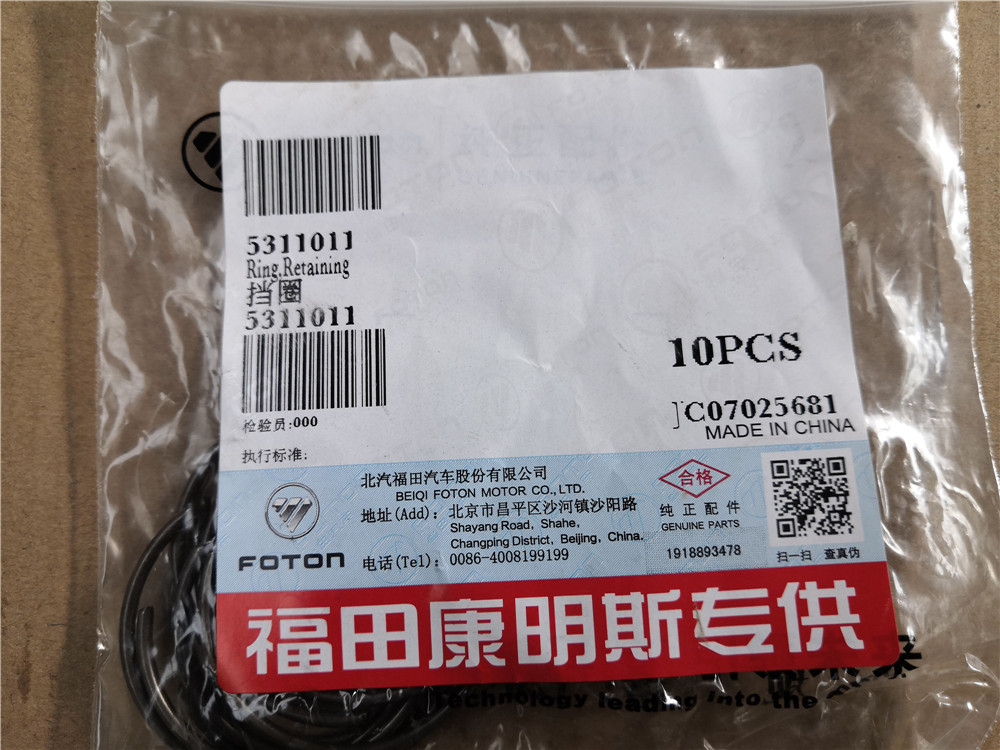 5311011
Ring,Retaining
挡圈
5311011
10PCS
JC07025681
MADE IN CHINA
检验员:000
执行标准:
北汽福田汽车股份有限公司
BEIQI FOTON MOTOR CO.,LTD.
地址(Add): 北京市昌平区沙河镇沙阳路
Shayang Road, Shahe,
Changping District, Beijing, China.
电话(Tel): 0086-4008199199
FOTON
合格
纯正配件
GENUINE PARTS
1918893478
扫一扫 查真伪
福田康明斯专供
Technology leading into the